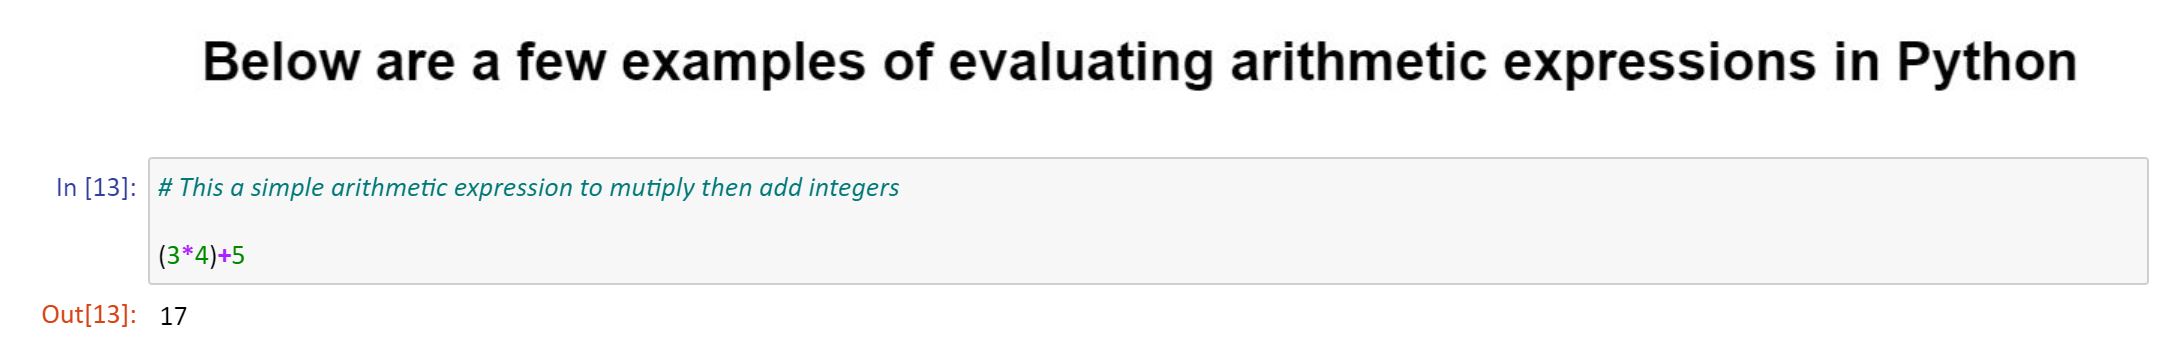 Below are a few examples of evaluating arithmetic expressions in Python
In [13]: # This a simple arithmetic expression to mutiply then add integers
(3*4)+5
Out[13]: 17